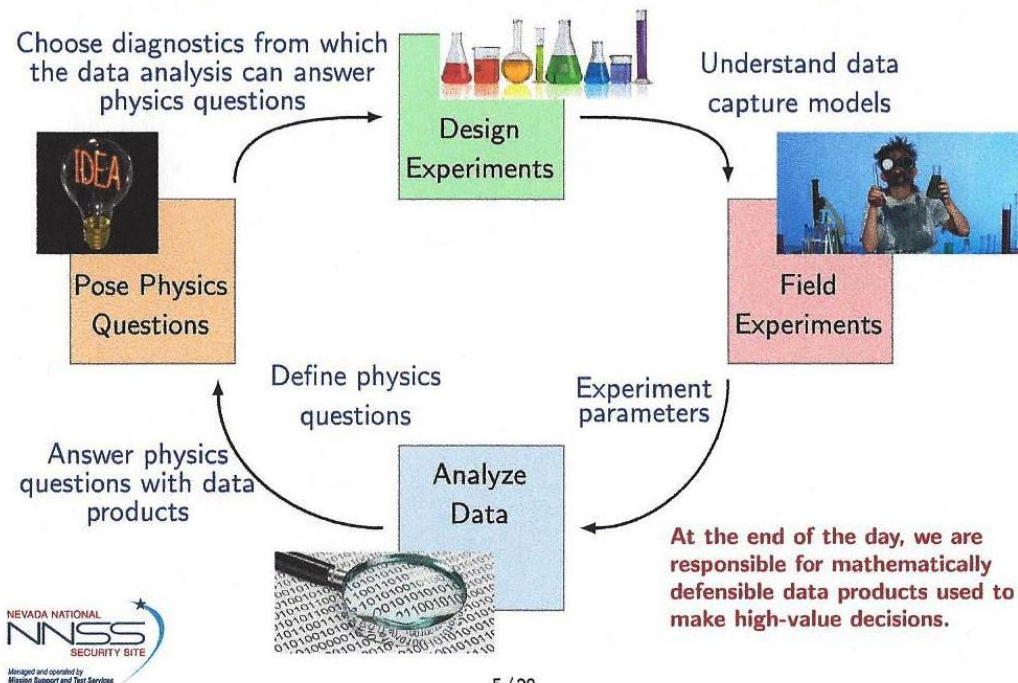 Choose diagnostics from which
the data analysis can answer
physics questions
Design
Experiments
Understand data
capture models
IDEA
Pose Physics
Questions
Field
Experiments
Define physics
questions
Experiment
parameters
Answer physics
questions with data
products
Analyze
Data
At the end of the day, we are
responsible for mathematically
defensible data products used to
make high-value decisions.
NEVADA NATIONAL
NNSS
SECURITY SITE
Managed and operated by
Mission Support and Test Services